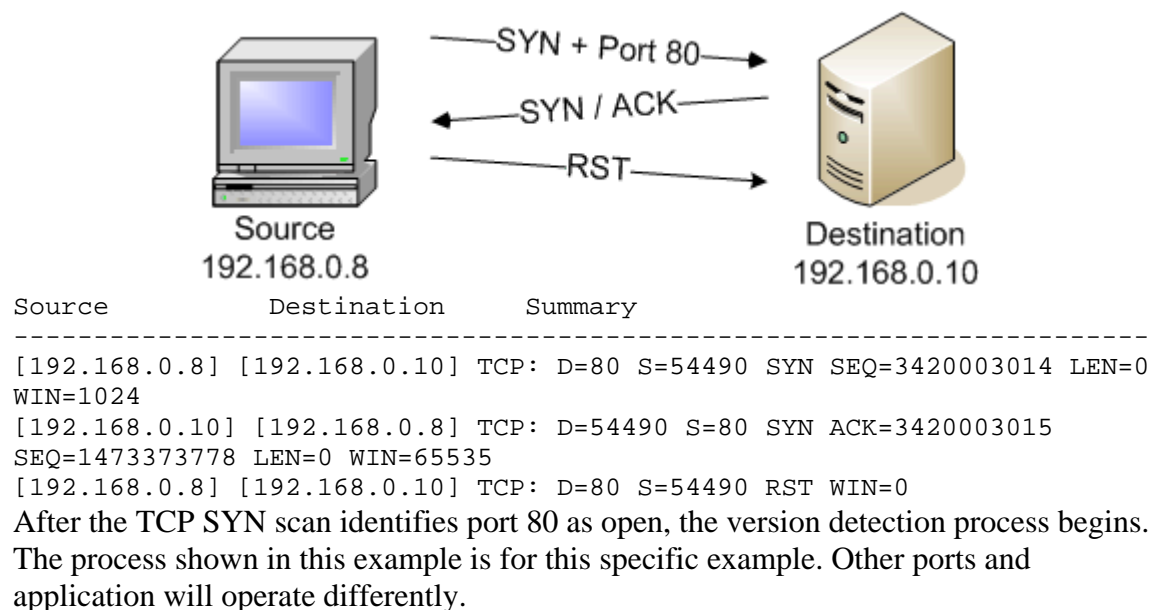 SYN + Port 80
SYN / ACK
RST
Source
192.168.0.8
Destination
192.168.0.10
Source Destination Summary
-----------------------------------------------------------------------
[192.168.0.8] [192.168.0.10] TCP: D=80 S=54490 SYN SEQ=3420003014 LEN=0
WIN=1024
[192.168.0.10] [192.168.0.8] TCP: D=54490 S=80 SYN ACK=3420003015
SEQ=1473373778 LEN=0 WIN=65535
[192.168.0.8] [192.168.0.10] TCP: D=80 S=54490 RST WIN=0
After the TCP SYN scan identifies port 80 as open, the version detection process begins.
The process shown in this example is for this specific example. Other ports and
application will operate differently.